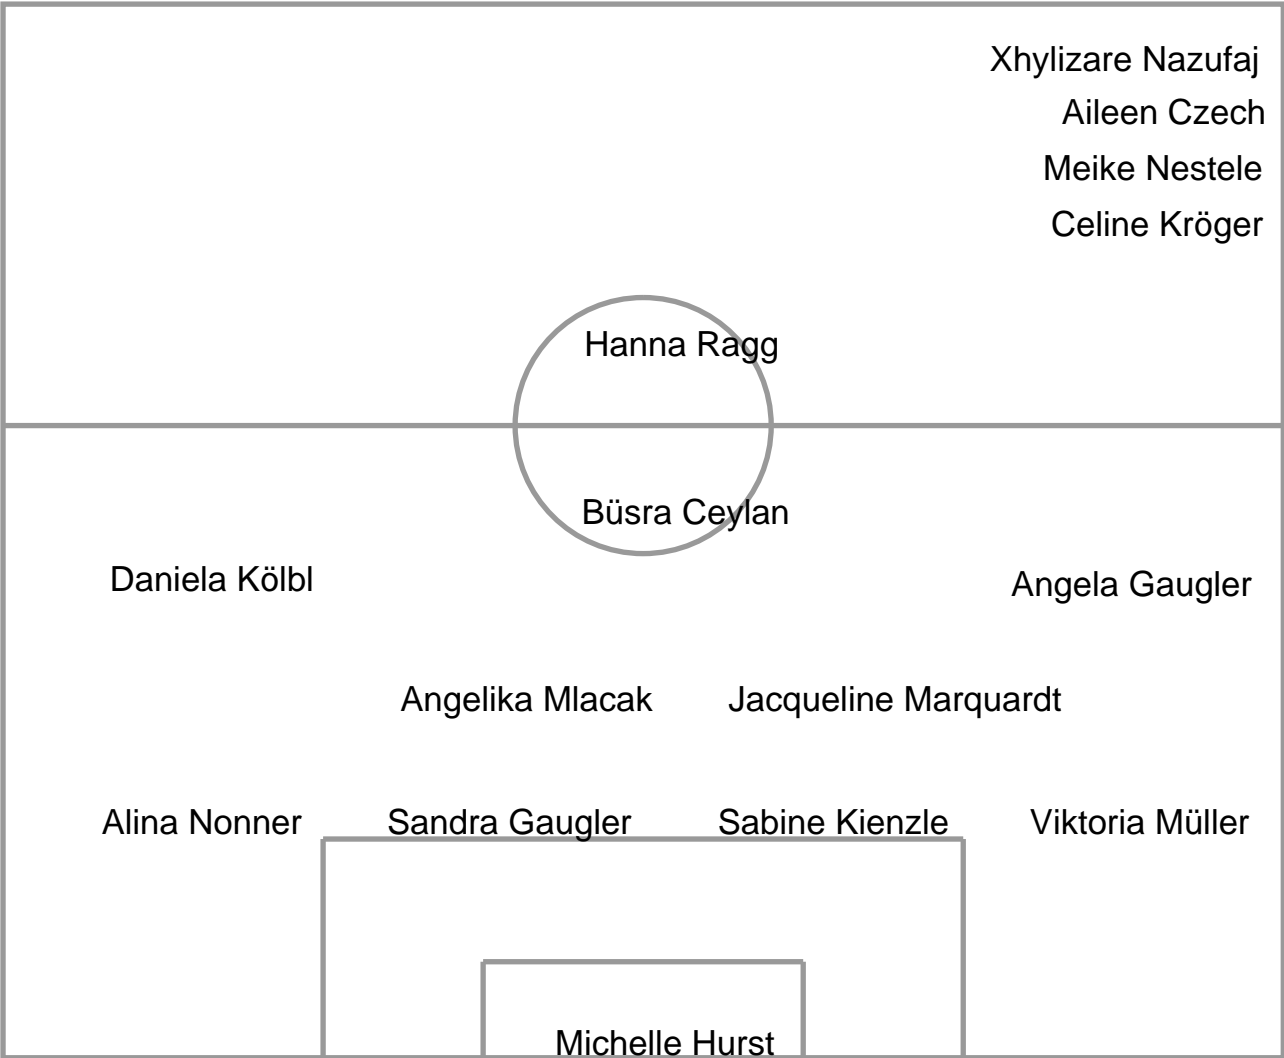 Xhylizare Nazufaj
Aileen Czech
Meike Nestele
Celine Kröger
Hanna Ragg
Büsra Ceylan
Daniela Kölbl
Angela Gaugler
Angelika Mlacak
Jacqueline Marquardt
Alina Nonner
Sandra Gaugler
Sabine Kienzle
Viktoria Müller
Michelle Hurst